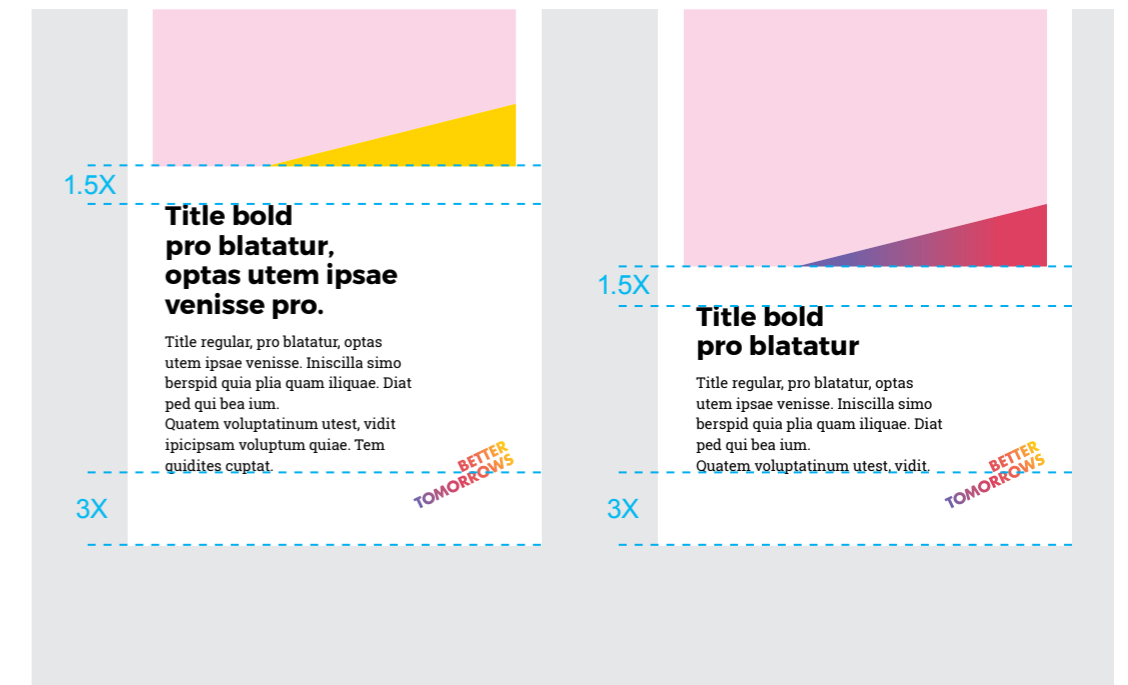 1.5X
Title bold
pro blatatur,
optas utem ipsae
venisse pro.
Title regular, pro blatatur, optas
utem ipsae venisse. Iniscilla simo
berspid quia plia quam iliquae. Diat
ped qui bea ium.
Quatem voluptatinum utest, vidit
ipicipsam voluptum quiae. Tem
quidites cuptat.
BETTER
TOMORROWS
3X
1.5X
Title bold
pro blatatur
Title regular, pro blatatur, optas
utem ipsae venisse. Iniscilla simo
berspid quia plia quam iliquae. Diat
ped qui bea ium.
Quatem voluptatinum utest, vidit.
BETTER
TOMORROWS
3X